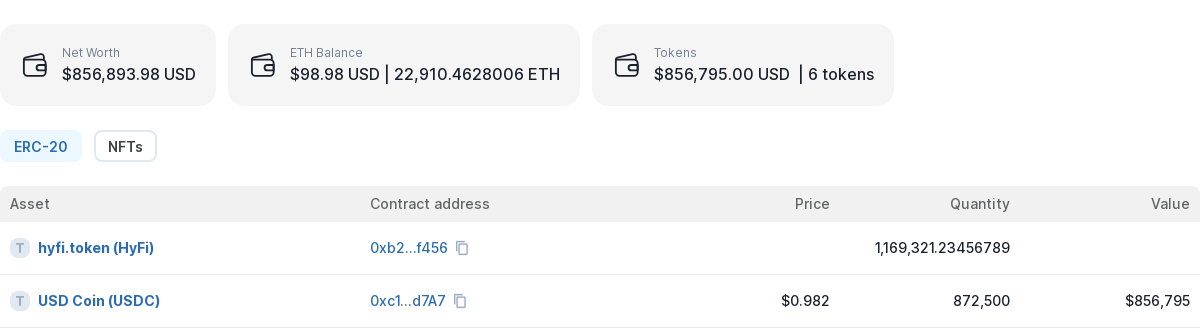 Net Worth
$856,893.98 USD
ETH Balance
$98.98 USD | 22,910.4628006 ETH
Tokens
$856,795.00 USD | 6 tokens
ERC-20 NFTs
Asset Contract address Price Quantity Value
T hyfi.token (HyFi) 0xb2...f456 1,169,321.23456789
T USD Coin (USDC) 0xc1...d7A7 $0.982 872,500 $856,795